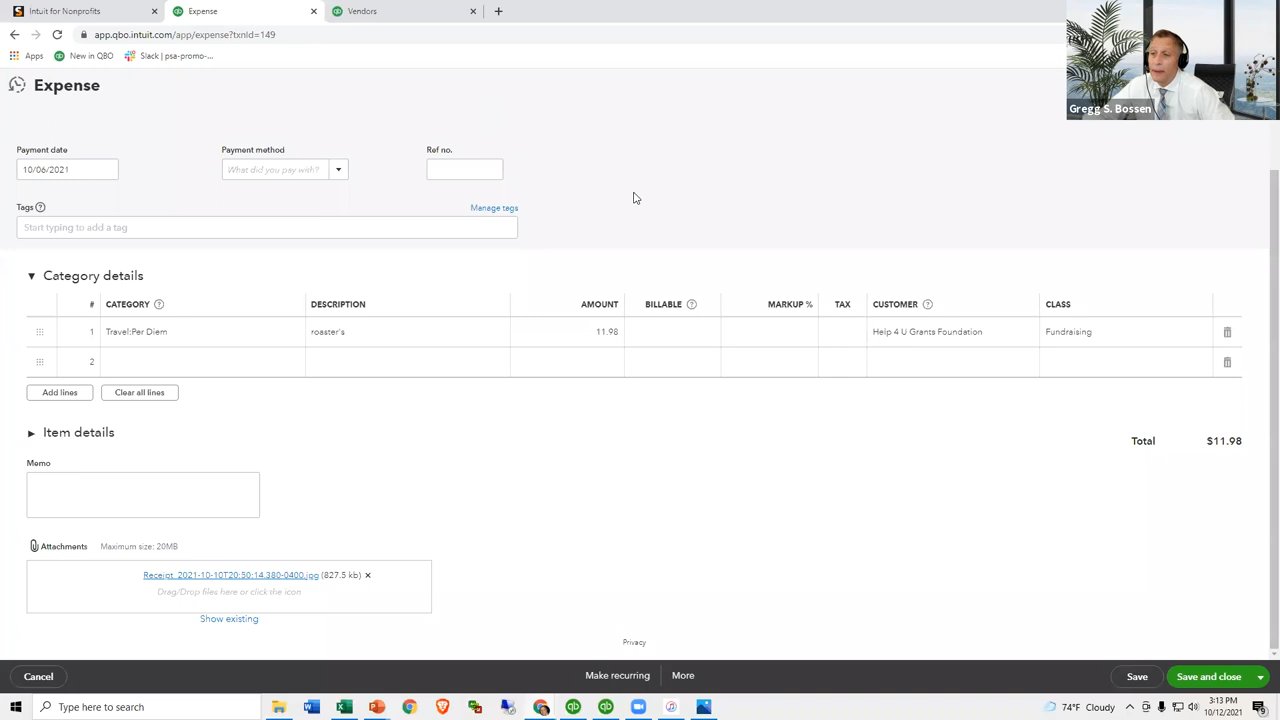 Intuit for Nonprofits
Expense
Vendors
app.qbo.intuit.com/app/expense?txnId=149
Apps
New in QBO
Slack | psa-promo-...
Gregg S. Bossen
Expense
Payment date
Payment method
Ref no.
10/06/2021
What did you pay with?
Tags
Manage tags
Start typing to add a tag
Category details
# CATEGORY DESCRIPTION AMOUNT BILLABLE MARKUP % TAX CUSTOMER CLASS
1 Travel:Per Diem roaster's 11.98 Help 4 U Grants Foundation Fundraising
2
Add lines
Clear all lines
Item details
Total $11.98
Memo
Attachments Maximum size: 20MB
Receipt_2021-10-10T20:50:14.380-0400.jpg (827.5 kb)
Drag/Drop files here or click the icon
Show existing
Privacy
Cancel
Make recurring
More
Save
Save and close
Type here to search
74°F Cloudy
3:13 PM
10/12/2021
9